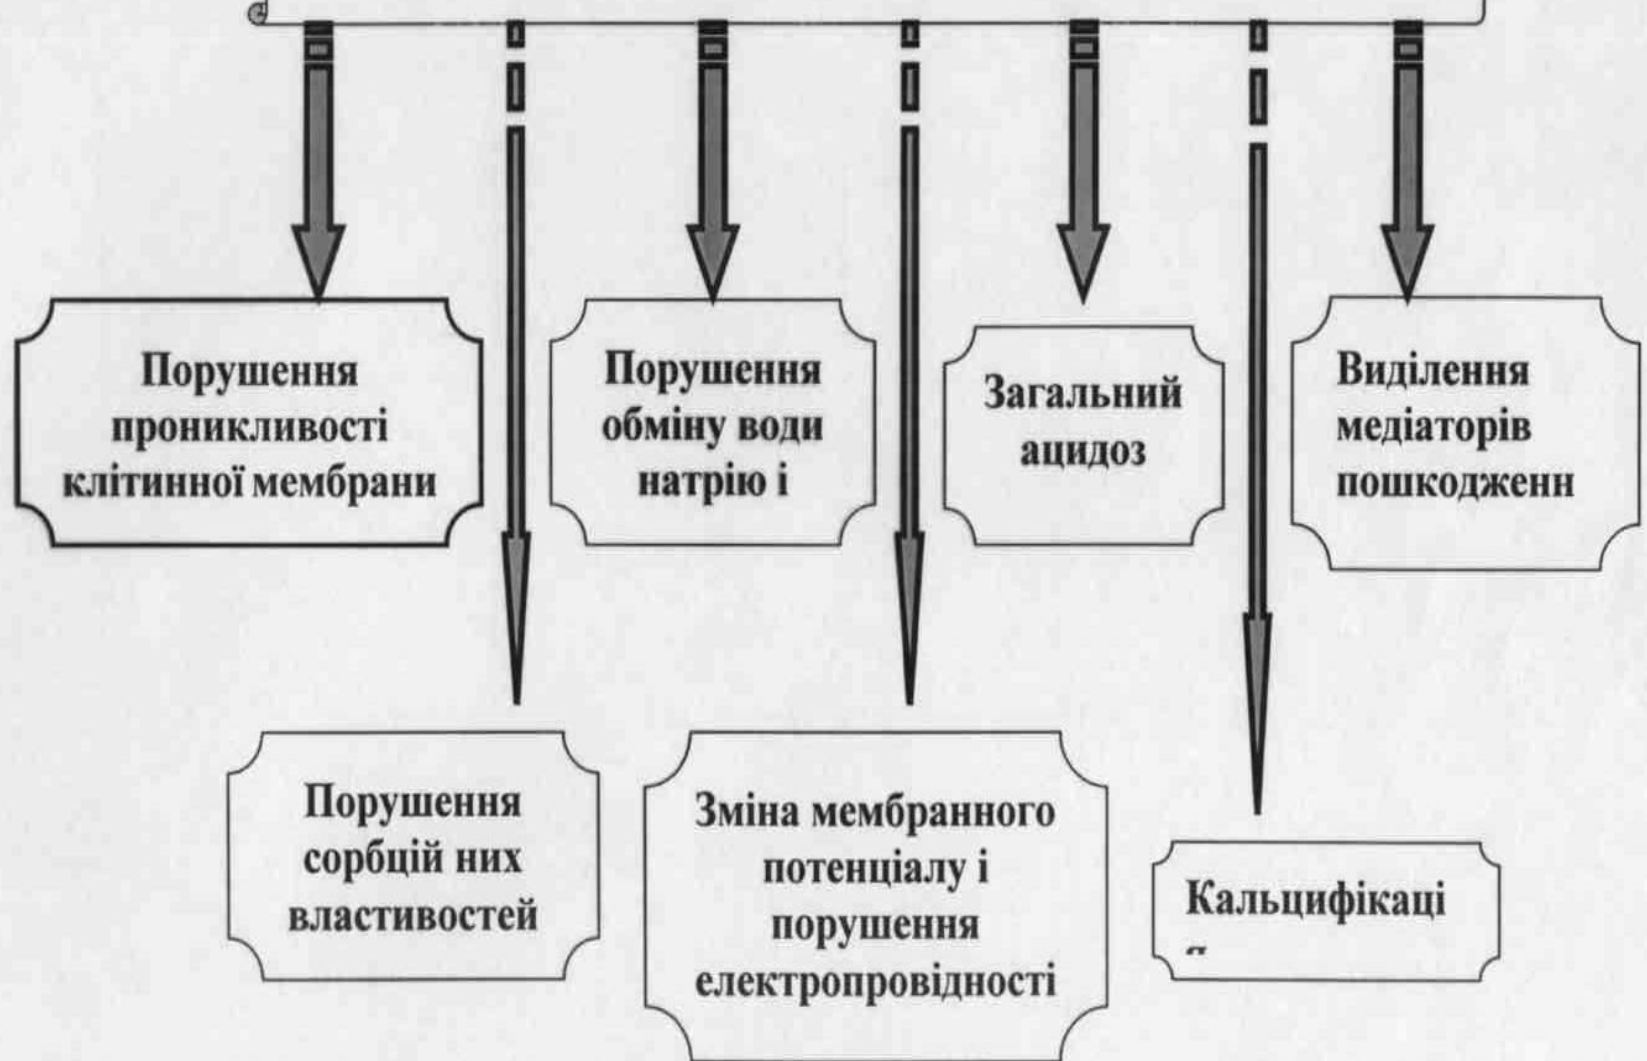 Порушення
проникливості
клітинної мембрани
Порушення
обміну води
натрію і
Загальний
ацидоз
Виділення
медіаторів
пошкодженн
Порушення
сорбцій них
властивостей
Зміна мембранного
потенціалу і
порушення
електропровідності
Кальцифікаці